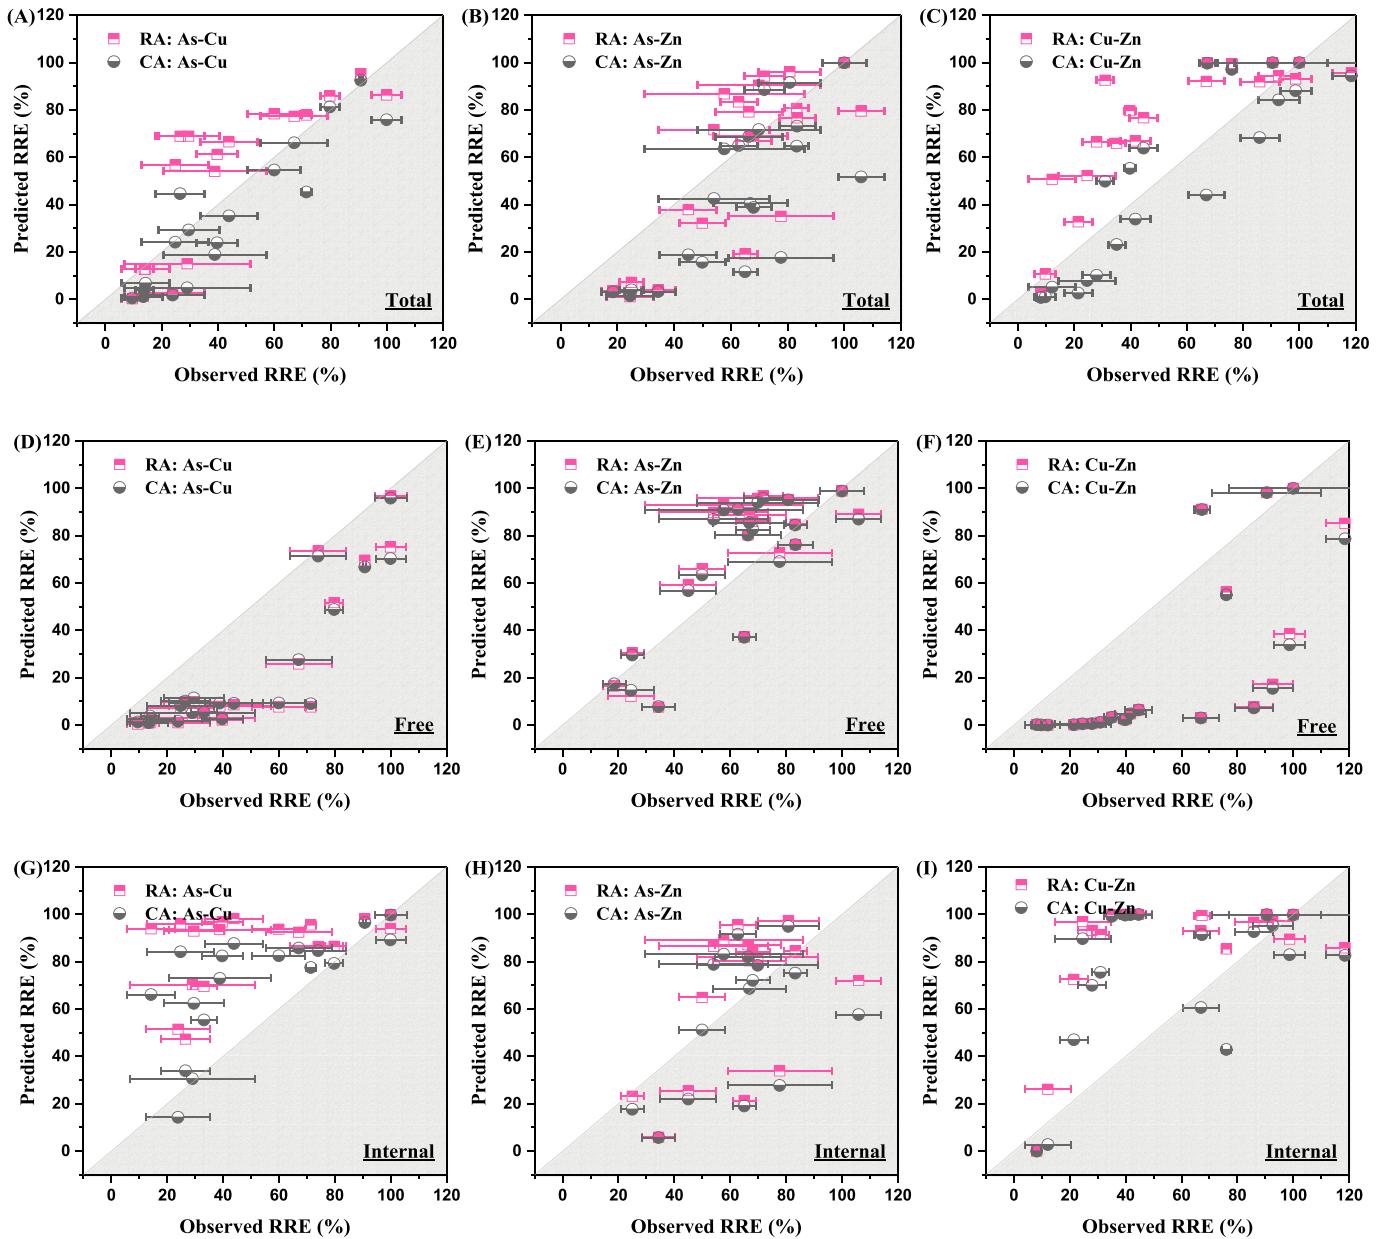 (A)
RA: As-Cu
CA: As-Cu
120
100
80
60
40
20
0
Predicted RRE (%)
Total
0 20 40 60 80 100 120
Observed RRE (%)
(B)
RA: As-Zn
CA: As-Zn
120
100
80
60
40
20
0
Predicted RRE (%)
Total
0 20 40 60 80 100 120
Observed RRE (%)
(C)
RA: Cu-Zn
CA: Cu-Zn
120
100
80
60
40
20
0
Predicted RRE (%)
Total
0 20 40 60 80 100 120
Observed RRE (%)
(D)
RA: As-Cu
CA: As-Cu
120
100
80
60
40
20
0
Predicted RRE (%)
Free
0 20 40 60 80 100 120
Observed RRE (%)
(E)
RA: As-Zn
CA: As-Zn
120
100
80
60
40
20
0
Predicted RRE (%)
Free
0 20 40 60 80 100 120
Observed RRE (%)
(F)
RA: Cu-Zn
CA: Cu-Zn
120
100
80
60
40
20
0
Predicted RRE (%)
Free
0 20 40 60 80 100 120
Observed RRE (%)
(G)
RA: As-Cu
CA: As-Cu
120
100
80
60
40
20
0
Predicted RRE (%)
Internal
0 20 40 60 80 100 120
Observed RRE (%)
(H)
RA: As-Zn
CA: As-Zn
120
100
80
60
40
20
0
Predicted RRE (%)
Internal
0 20 40 60 80 100 120
Observed RRE (%)
(I)
RA: Cu-Zn
CA: Cu-Zn
120
100
80
60
40
20
0
Predicted RRE (%)
Internal
0 20 40 60 80 100 120
Observed RRE (%)